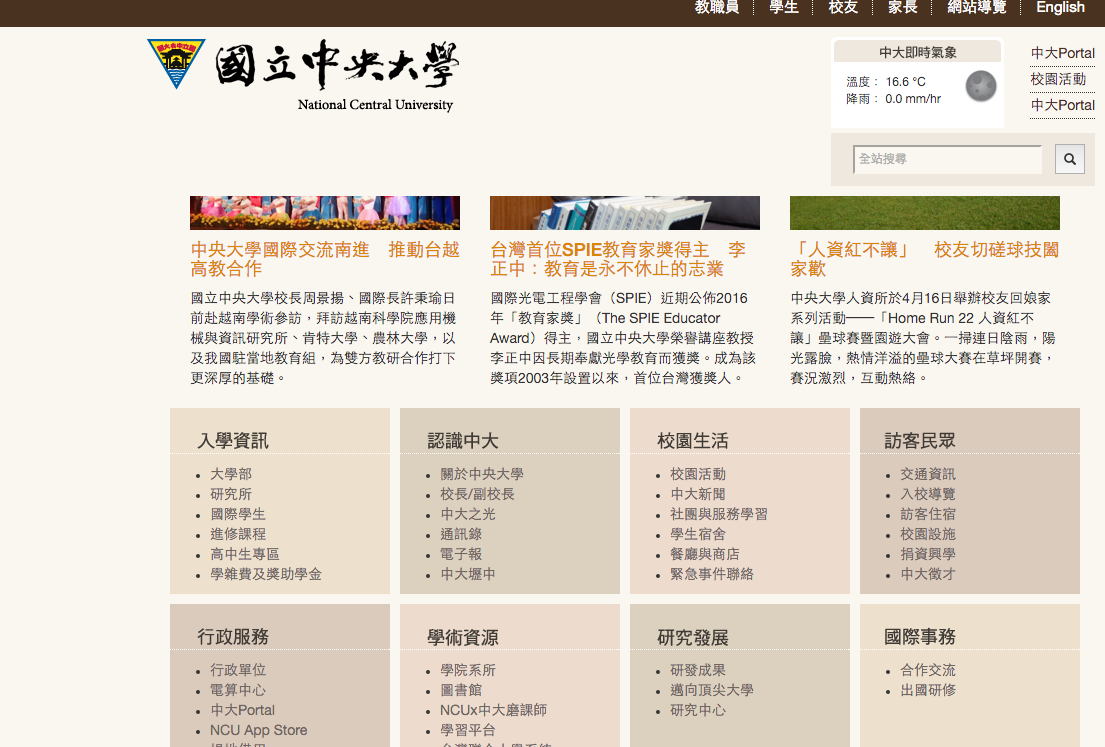 教職員
學生
校友
家長
網站導覽
English
國立中央大學
National Central University
中大即時氣象
溫度： 16.6 °C
降雨： 0.0 mm/hr
中大Portal
校園活動
中大Portal
全站搜尋
中央大學國際交流南進　推動台越
高教合作
國立中央大學校長周景揚、國際長許秉瑜日
前赴越南學術參訪，拜訪越南科學院應用機
械與資訊研究所、肯特大學、農林大學，以
及我國駐當地教育組，為雙方教研合作打下
更深厚的基礎。
台灣首位SPIE教育家獎得主　李
正中：教育是永不休止的志業
國際光電工程學會（SPIE）近期公佈2016
年「教育家獎」（The SPIE Educator
Award）得主，國立中央大學榮譽講座教授
李正中因長期奉獻光學教育而獲獎。成為該
獎項2003年設置以來，首位台灣獲獎人。
「人資紅不讓」　校友切磋球技闔
家歡
中央大學人資所於4月16日舉辦校友回娘家
系列活動——「Home Run 22 人資紅不
讓」壘球賽暨園遊大會。一掃連日陰雨，陽
光露臉，熱情洋溢的壘球大賽在草坪開賽，
賽況激烈，互動熱絡。
入學資訊
大學部
研究所
國際學生
進修課程
高中生專區
學雜費及獎助學金
認識中大
關於中央大學
校長/副校長
中大之光
通訊錄
電子報
中大壢中
校園生活
校園活動
中大新聞
社團與服務學習
學生宿舍
餐廳與商店
緊急事件聯絡
訪客民眾
交通資訊
入校導覽
訪客住宿
校園設施
捐資興學
中大徵才
行政服務
行政單位
電算中心
中大Portal
NCU App Store
學術資源
學院系所
圖書館
NCUx中大磨課師
學習平台
研究發展
研發成果
邁向頂尖大學
研究中心
國際事務
合作交流
出國研修